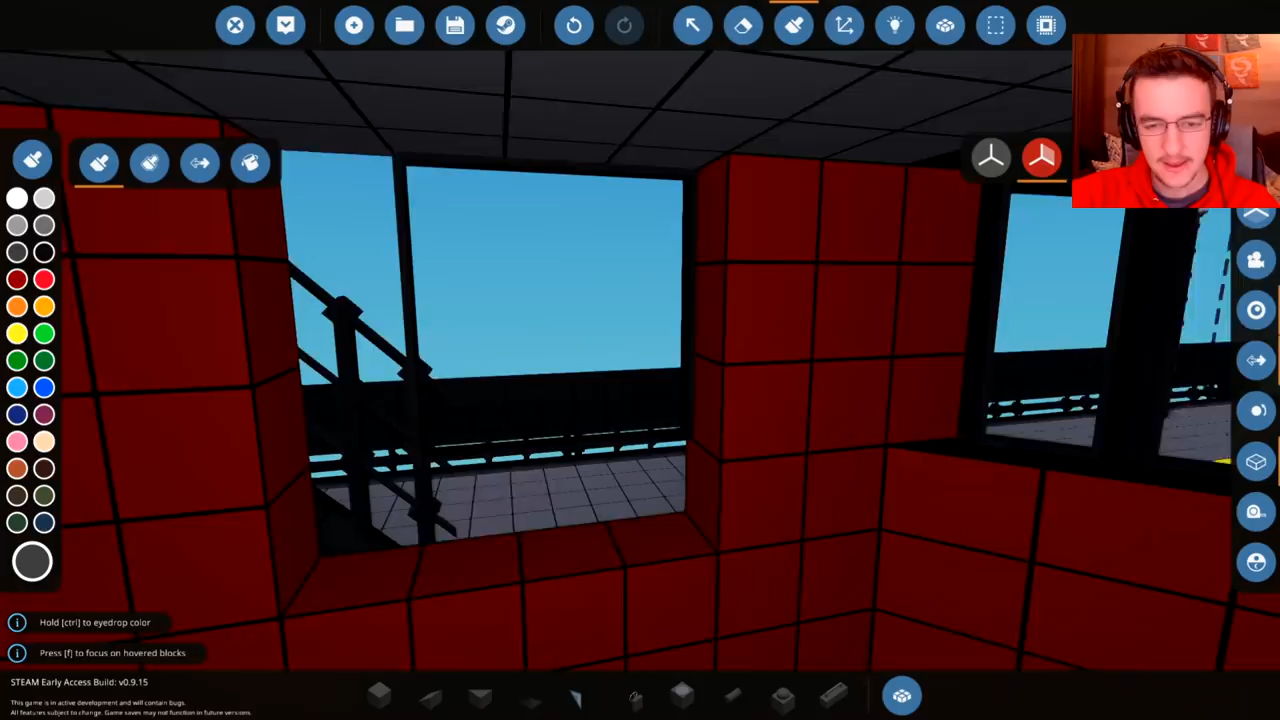 Hold [ctrl] to eyedrop color
Press [f] to focus on hovered blocks
STEAM Early Access Build: v0.9.15
This game is in active development and will contain bugs.
All features subject to change. Game saves may not function in future versions.